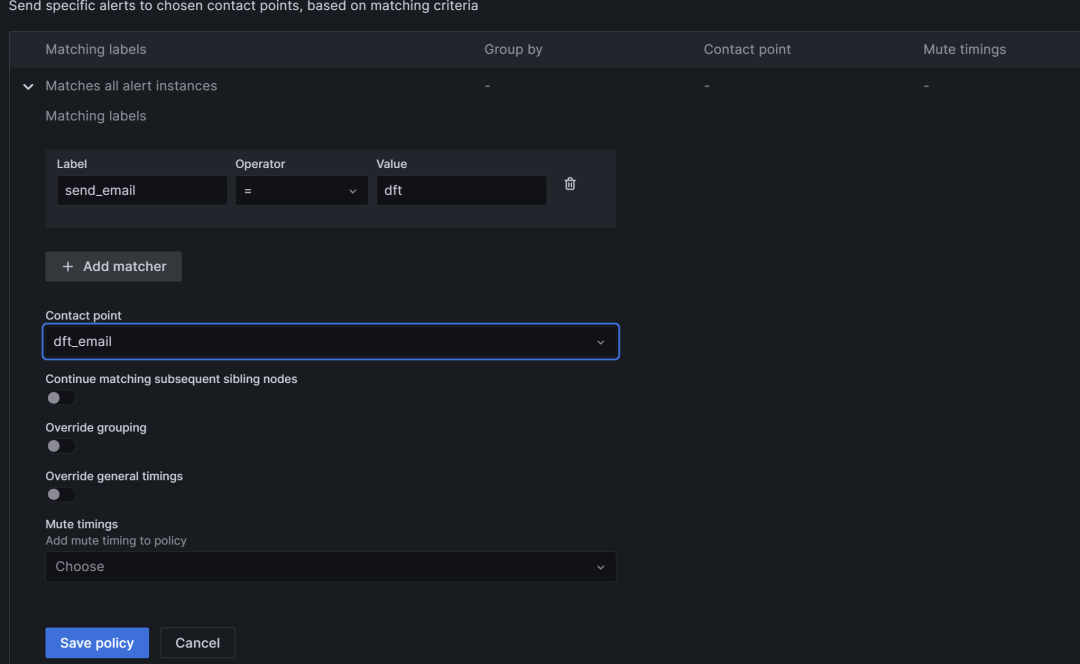 Send specific alerts to chosen contact points, based on matching criteria
Matching labels Group by Contact point Mute timings
Matches all alert instances - - -
Matching labels
Label Operator Value
send_email = dft
+ Add matcher
Contact point
dft_email
Continue matching subsequent sibling nodes
Override grouping
Override general timings
Mute timings
Add mute timing to policy
Choose
Save policy Cancel